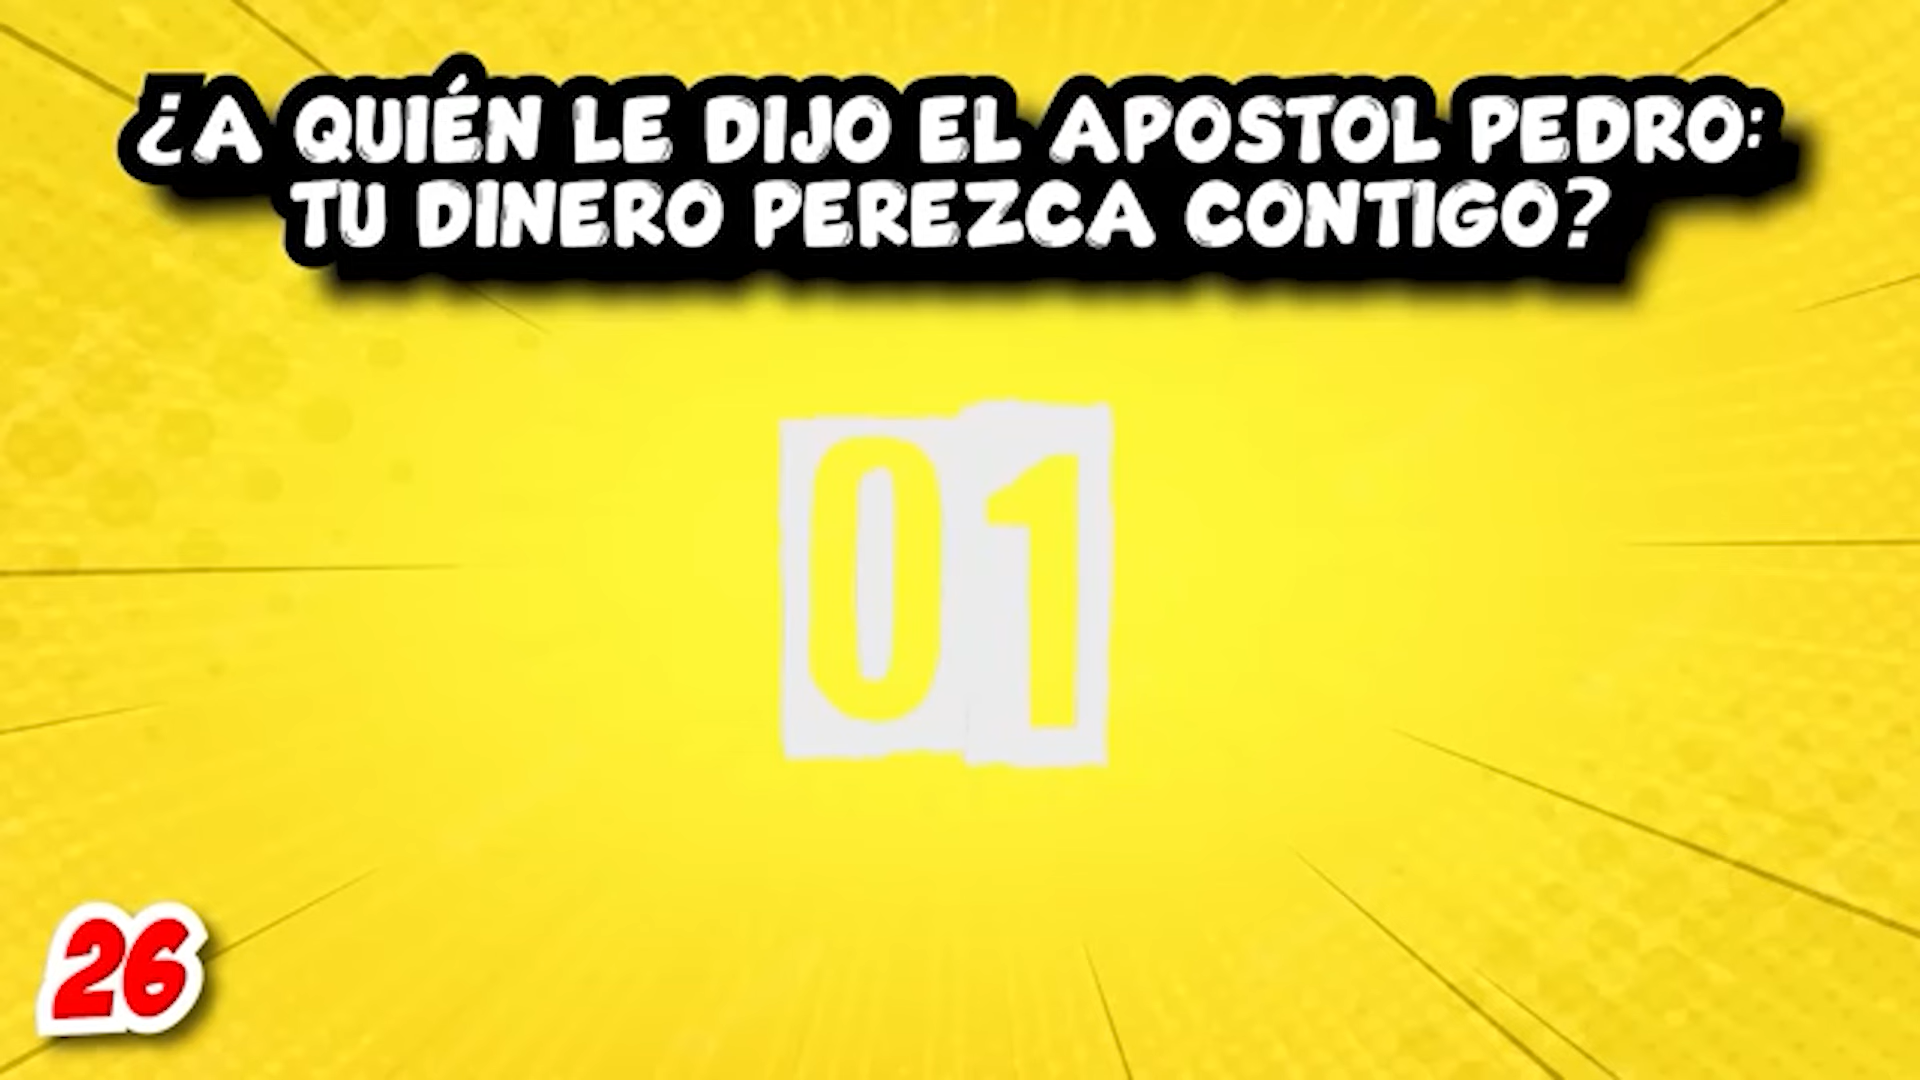 ¿A QUIÉN LE DIJO EL APOSTOL PEDRO:
TU DINERO PEREZCA CONTIGO?
01
26